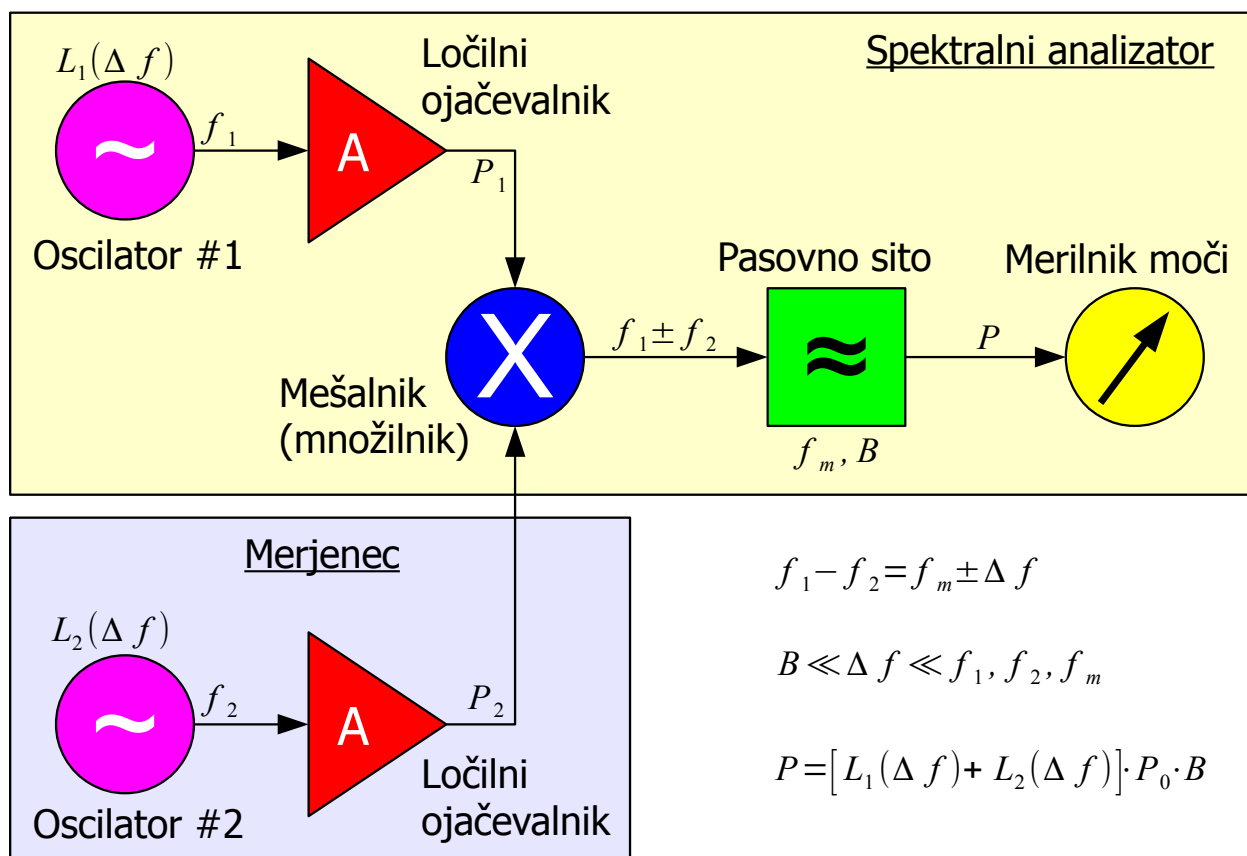 Spektralni analizator
L₁(Δ f)
~
Oscilator #1
f₁
A
Ločilni
ojačevalnik
P₁
X
Mešalnik
(množilnik)
f₁ ± f₂
Pasovno sito
≈
fₘ, B
P
Merilnik moči
Merjenec
L₂(Δ f)
~
Oscilator #2
f₂
A
P₂
Ločilni
ojačevalnik
f₁ − f₂ = fₘ ± Δ f
B ≪ Δ f ≪ f₁, f₂, fₘ
P = [L₁(Δ f) + L₂(Δ f)]·P₀·B